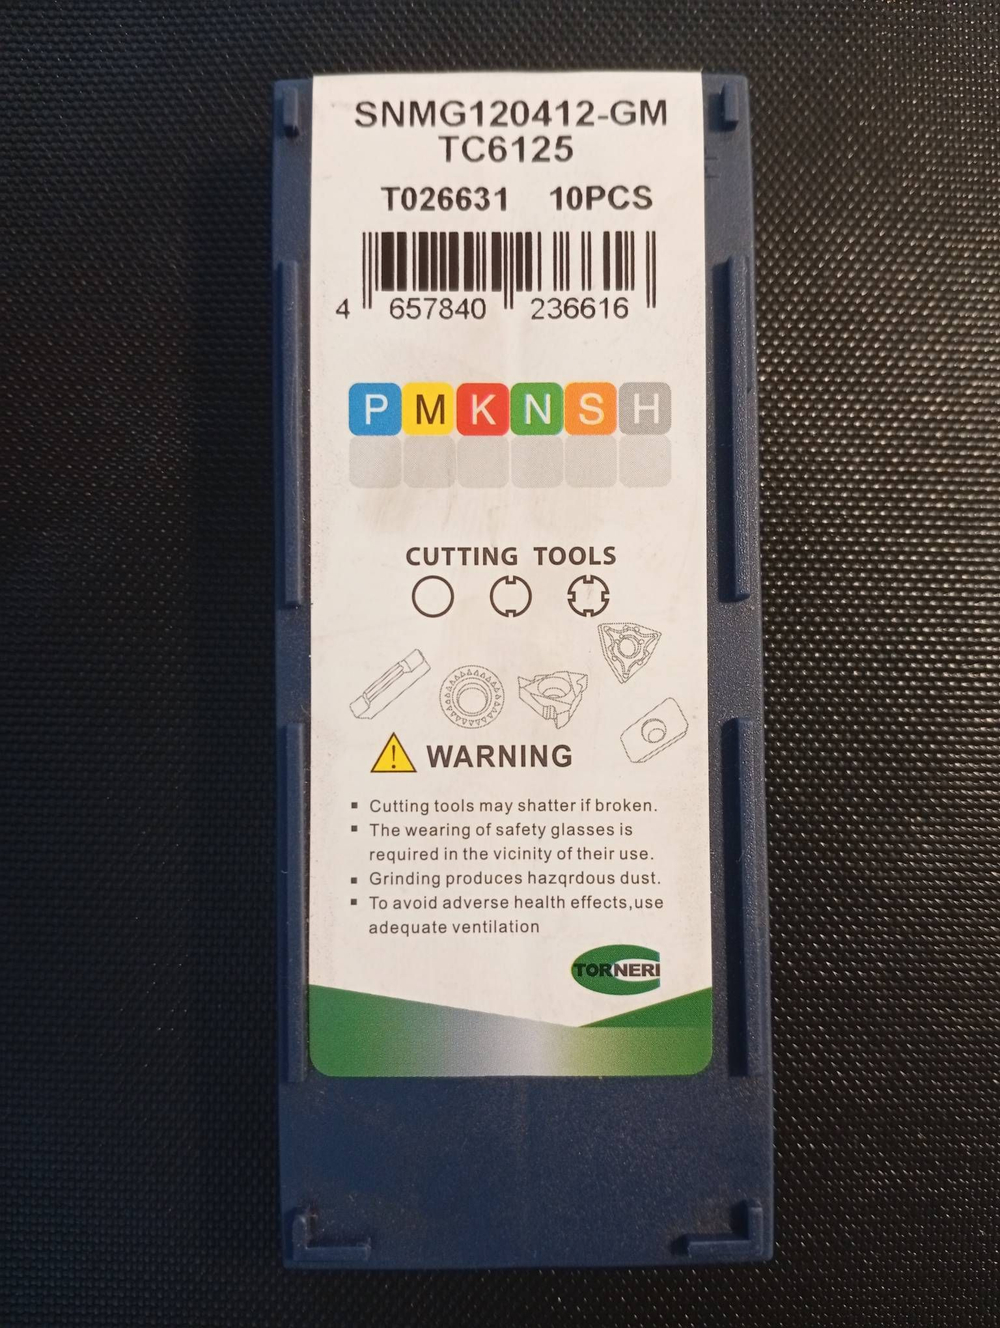 SNMG120412-GM
TC6125
T026631 10PCS
4 657840 236616
P M K N S H
CUTTING TOOLS
WARNING
▪ Cutting tools may shatter if broken.
▪ The wearing of safety glasses is
required in the vicinity of their use.
▪ Grinding produces hazqrdous dust.
▪ To avoid adverse health effects,use
adequate ventilation
TORNERI